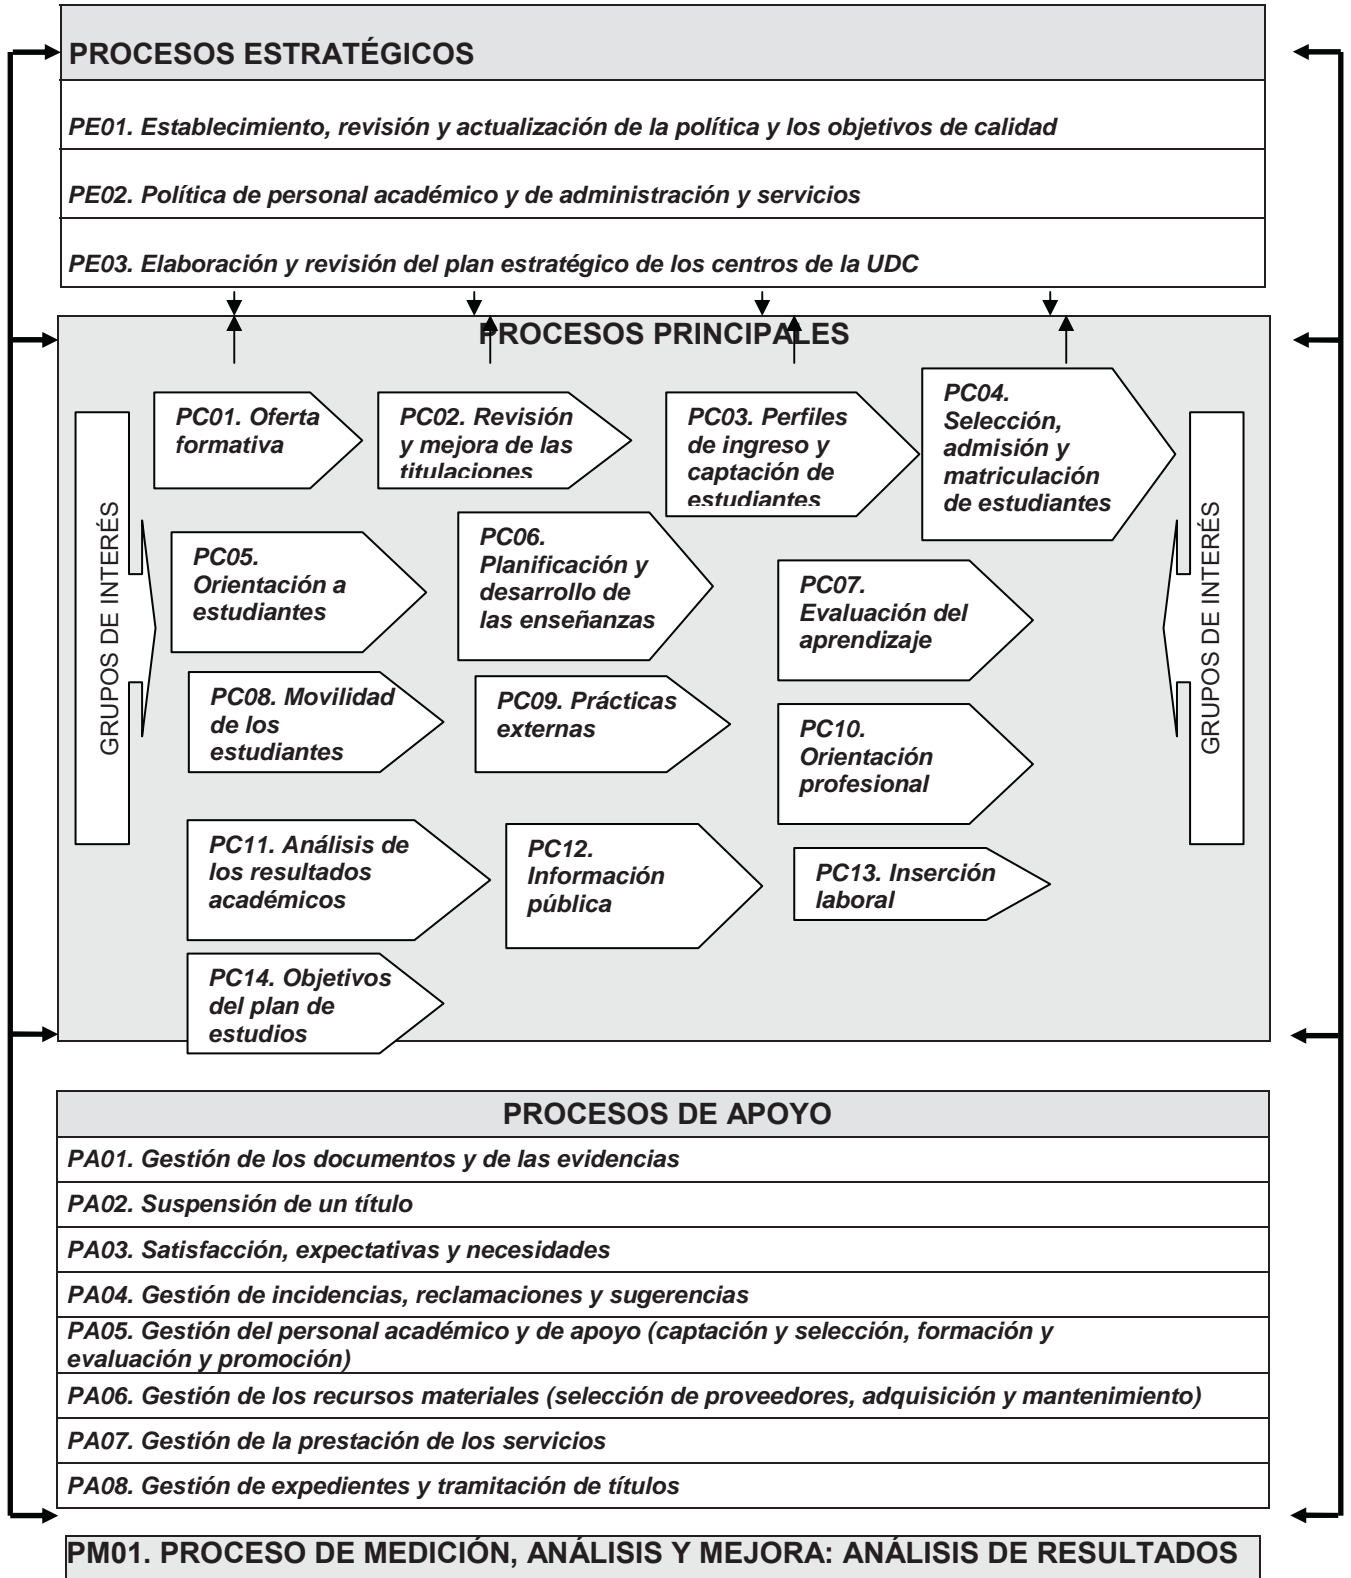 PROCESOS ESTRATÉGICOS
PE01. Establecimiento, revisión y actualización de la política y los objetivos de calidad
PE02. Política de personal académico y de administración y servicios
PE03. Elaboración y revisión del plan estratégico de los centros de la UDC
PROCESOS PRINCIPALES
GRUPOS DE INTERÉS
PC01. Oferta
formativa
PC02. Revisión
y mejora de las
titulaciones
PC03. Perfiles
de ingreso y
captación de
estudiantes
PC04.
Selección,
admisión y
matriculación
de estudiantes
PC05.
Orientación a
estudiantes
PC06.
Planificación y
desarrollo de
las enseñanzas
PC07.
Evaluación del
aprendizaje
PC08. Movilidad
de los
estudiantes
PC09. Prácticas
externas
PC10.
Orientación
profesional
PC11. Análisis de
los resultados
académicos
PC12.
Información
pública
PC13. Inserción
laboral
PC14. Objetivos
del plan de
estudios
GRUPOS DE INTERÉS
PROCESOS DE APOYO
PA01. Gestión de los documentos y de las evidencias
PA02. Suspensión de un título
PA03. Satisfacción, expectativas y necesidades
PA04. Gestión de incidencias, reclamaciones y sugerencias
PA05. Gestión del personal académico y de apoyo (captación y selección, formación y
evaluación y promoción)
PA06. Gestión de los recursos materiales (selección de proveedores, adquisición y mantenimiento)
PA07. Gestión de la prestación de los servicios
PA08. Gestión de expedientes y tramitación de títulos
PM01. PROCESO DE MEDICIÓN, ANÁLISIS Y MEJORA: ANÁLISIS DE RESULTADOS